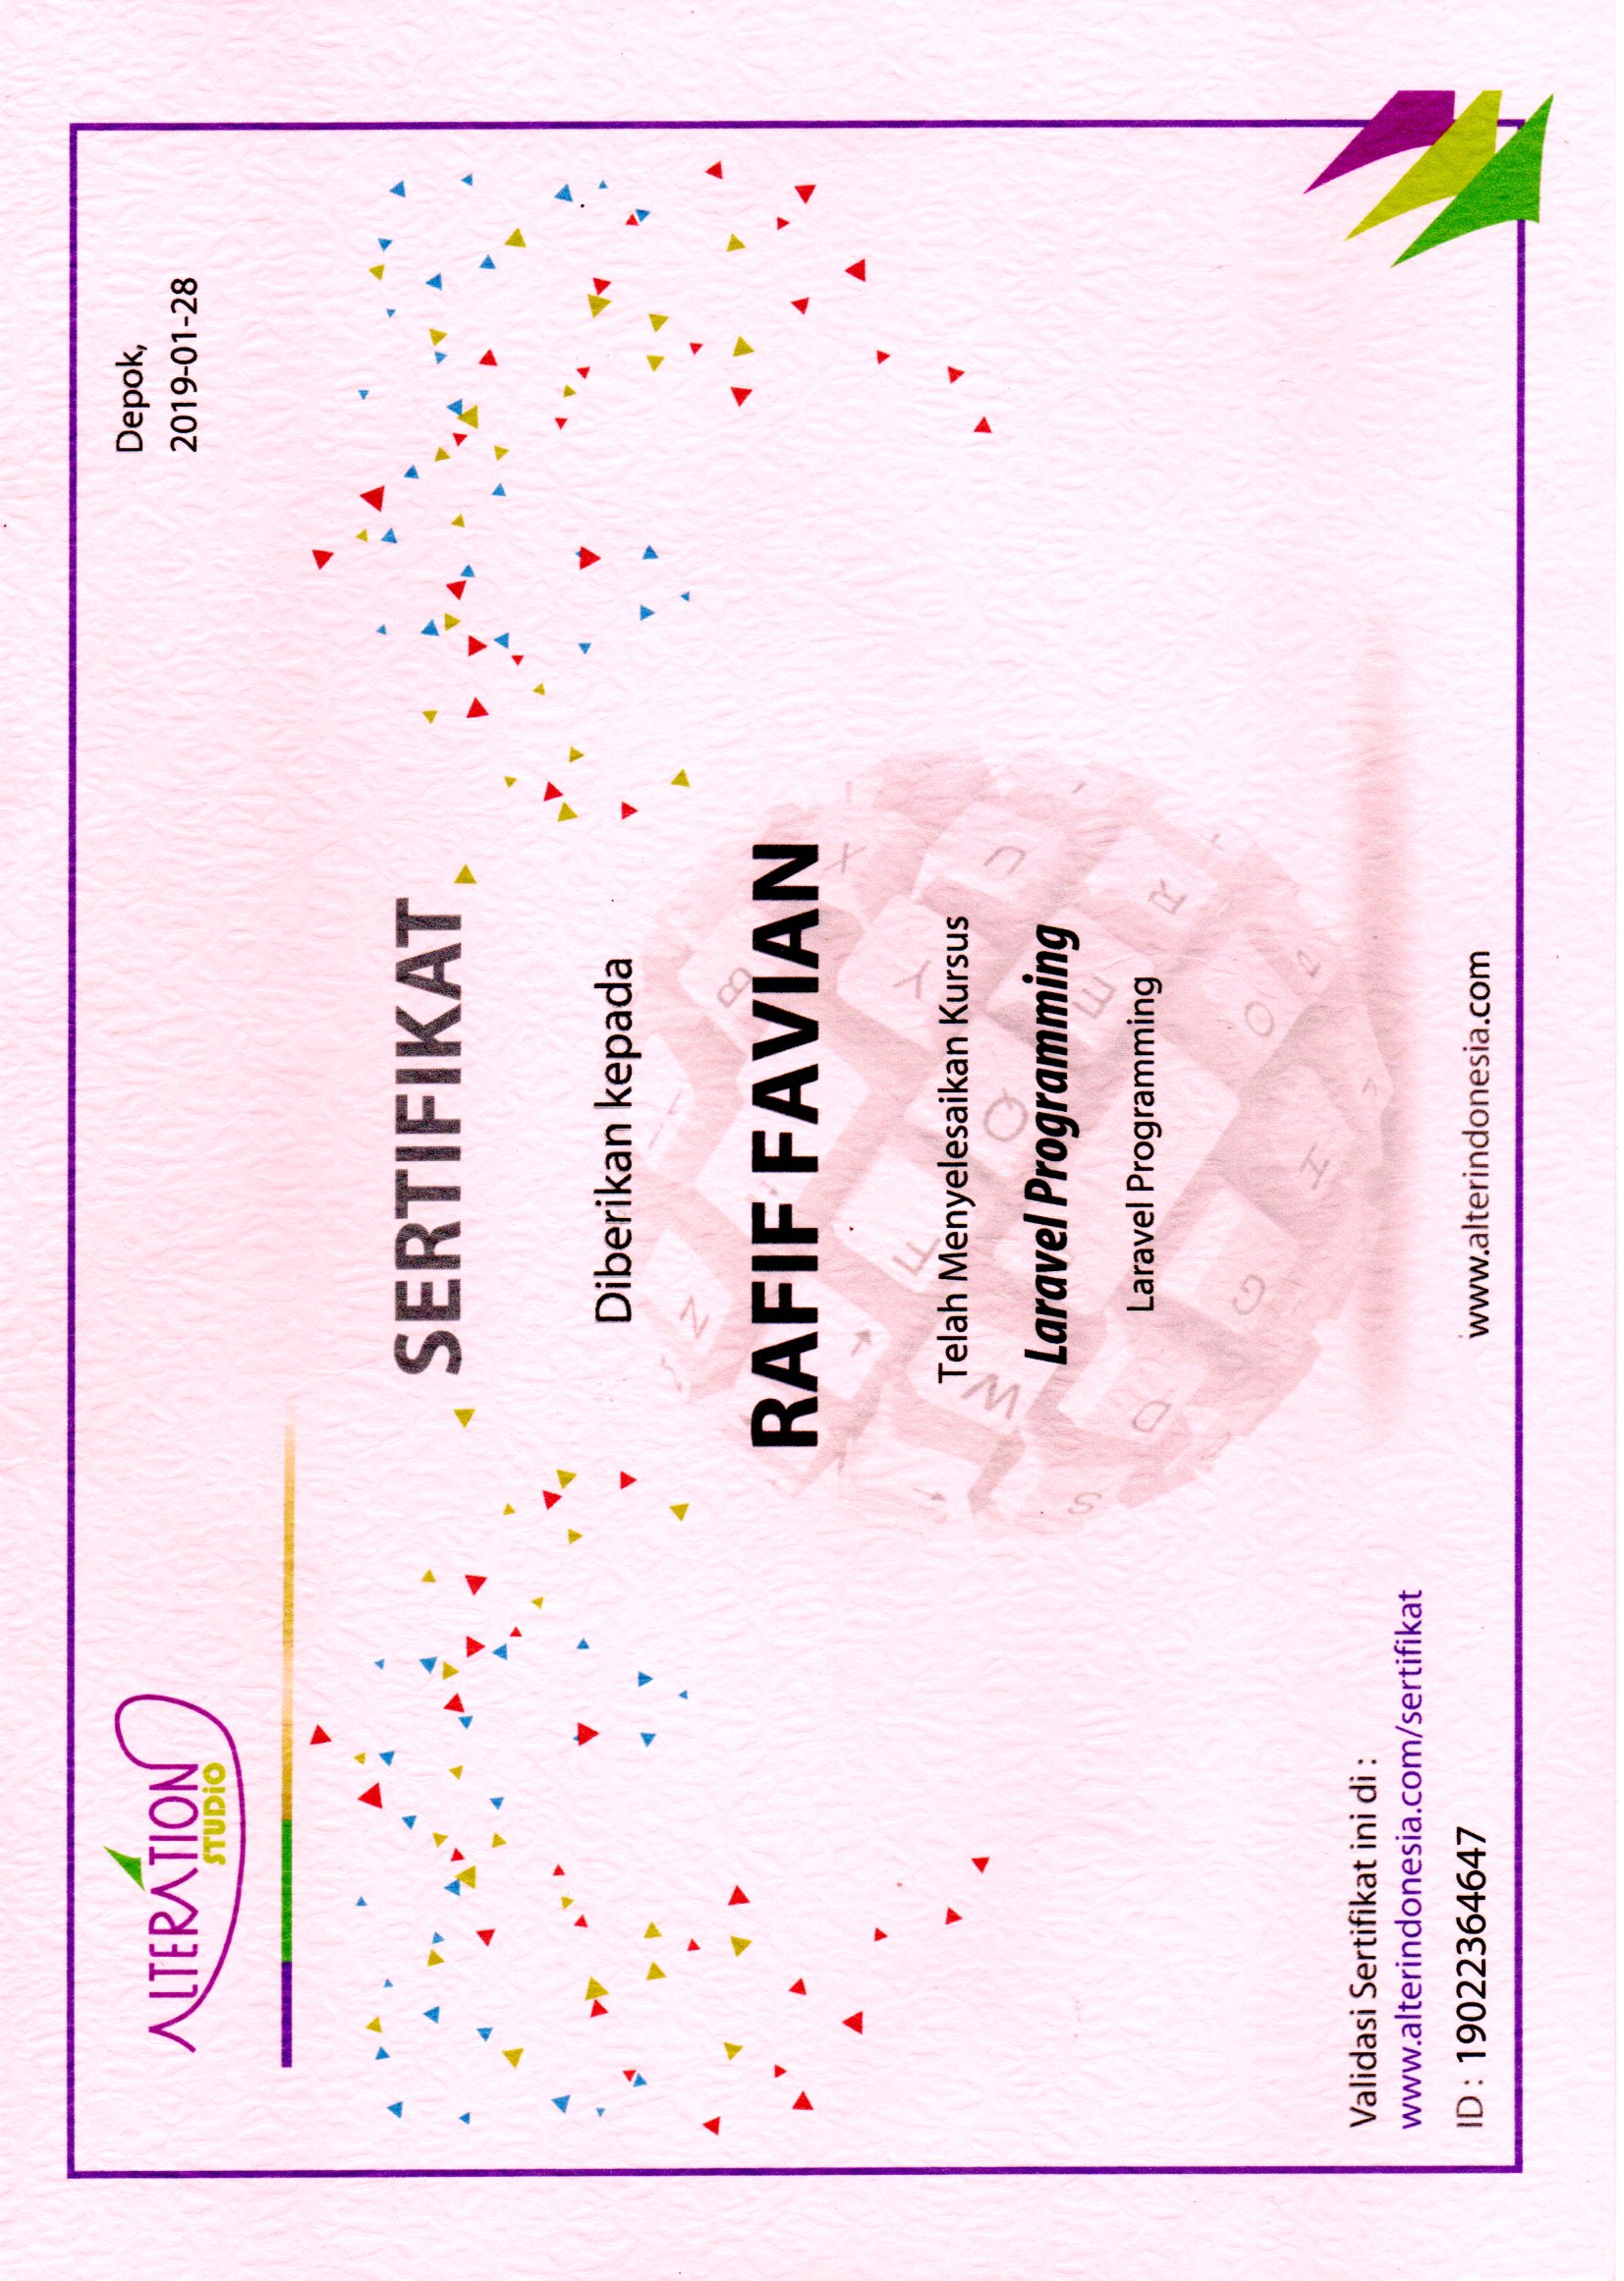 ALTERATION
STUDiO
Depok,
2019-01-28
SERTIFIKAT
Diberikan kepada
RAFIF FAVIAN
Telah Menyelesaikan Kursus
Laravel Programming
Laravel Programming
Validasi Sertifikat ini di :
www.alterindonesia.com/sertifikat
ID : 19022364647
www.alterindonesia.com